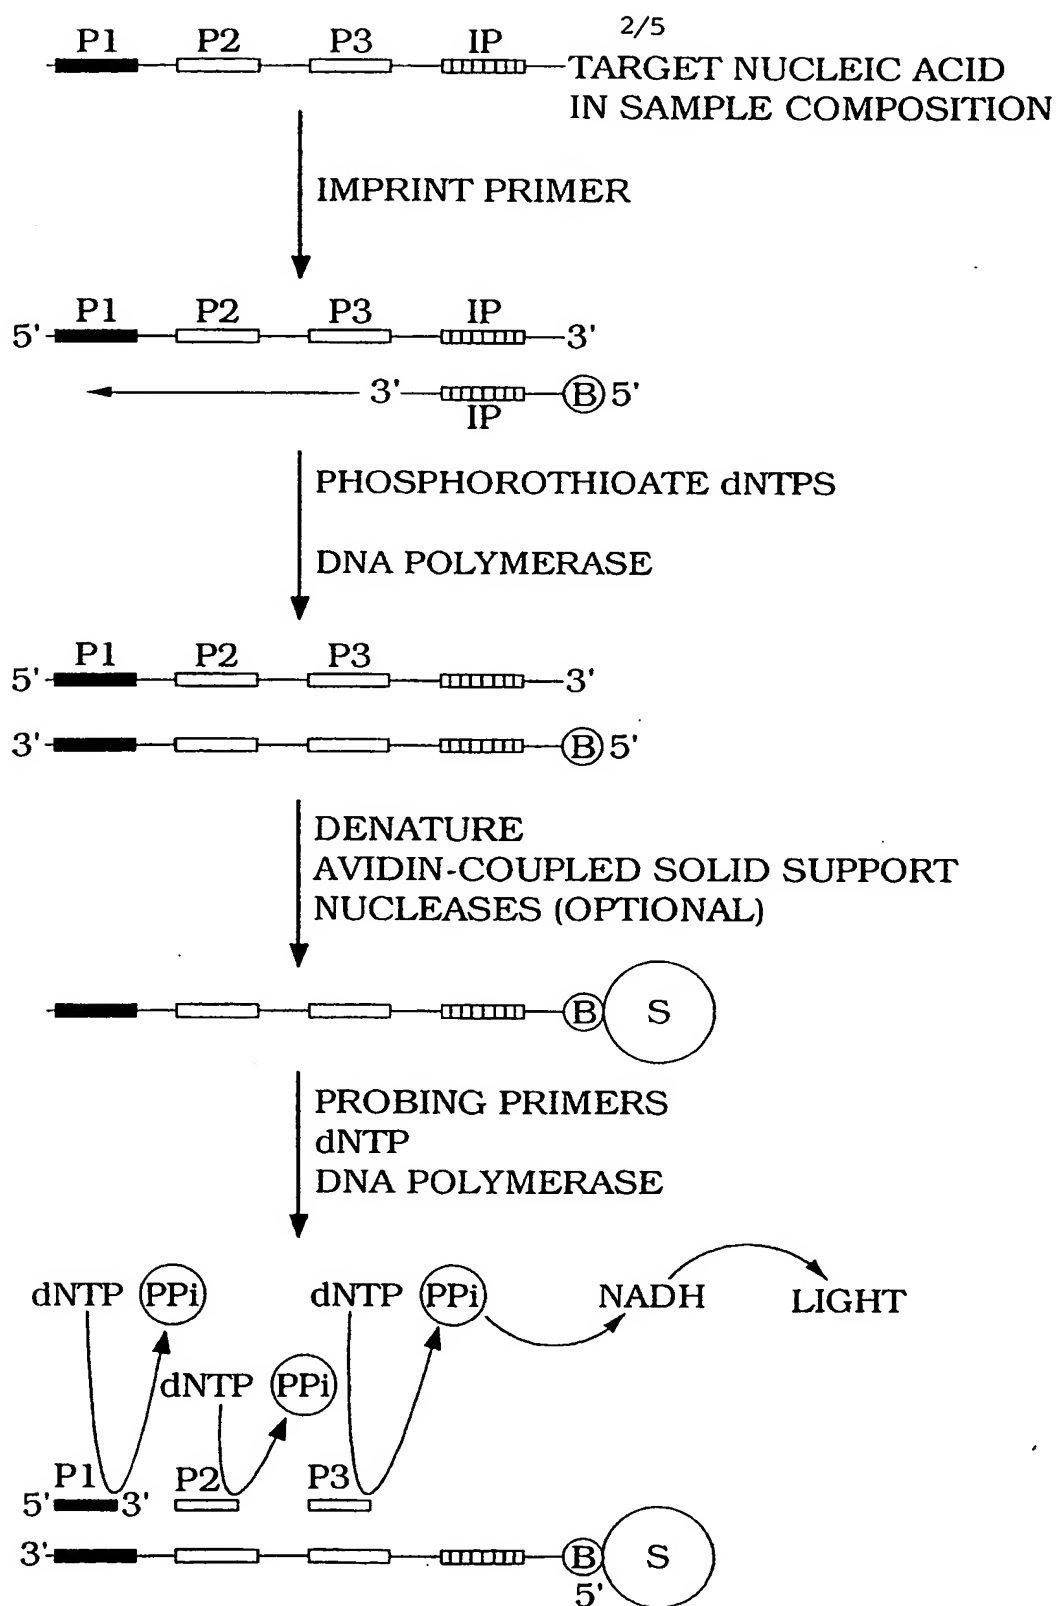 2/5
P1 P2 P3 IP
TARGET NUCLEIC ACID
IN SAMPLE COMPOSITION
IMPRINT PRIMER
P1 P2 P3 IP
5' 3'
3' B 5'
IP
PHOSPHOROTHIOATE dNTPS
DNA POLYMERASE
P1 P2 P3
5' 3'
3' B 5'
DENATURE
AVIDIN-COUPLED SOLID SUPPORT
NUCLEASES (OPTIONAL)
B S
PROBING PRIMERS
dNTP
DNA POLYMERASE
dNTP PPi dNTP PPi NADH LIGHT
dNTP PPi
P1 P2 P3
5' 3'
3' B S
5'